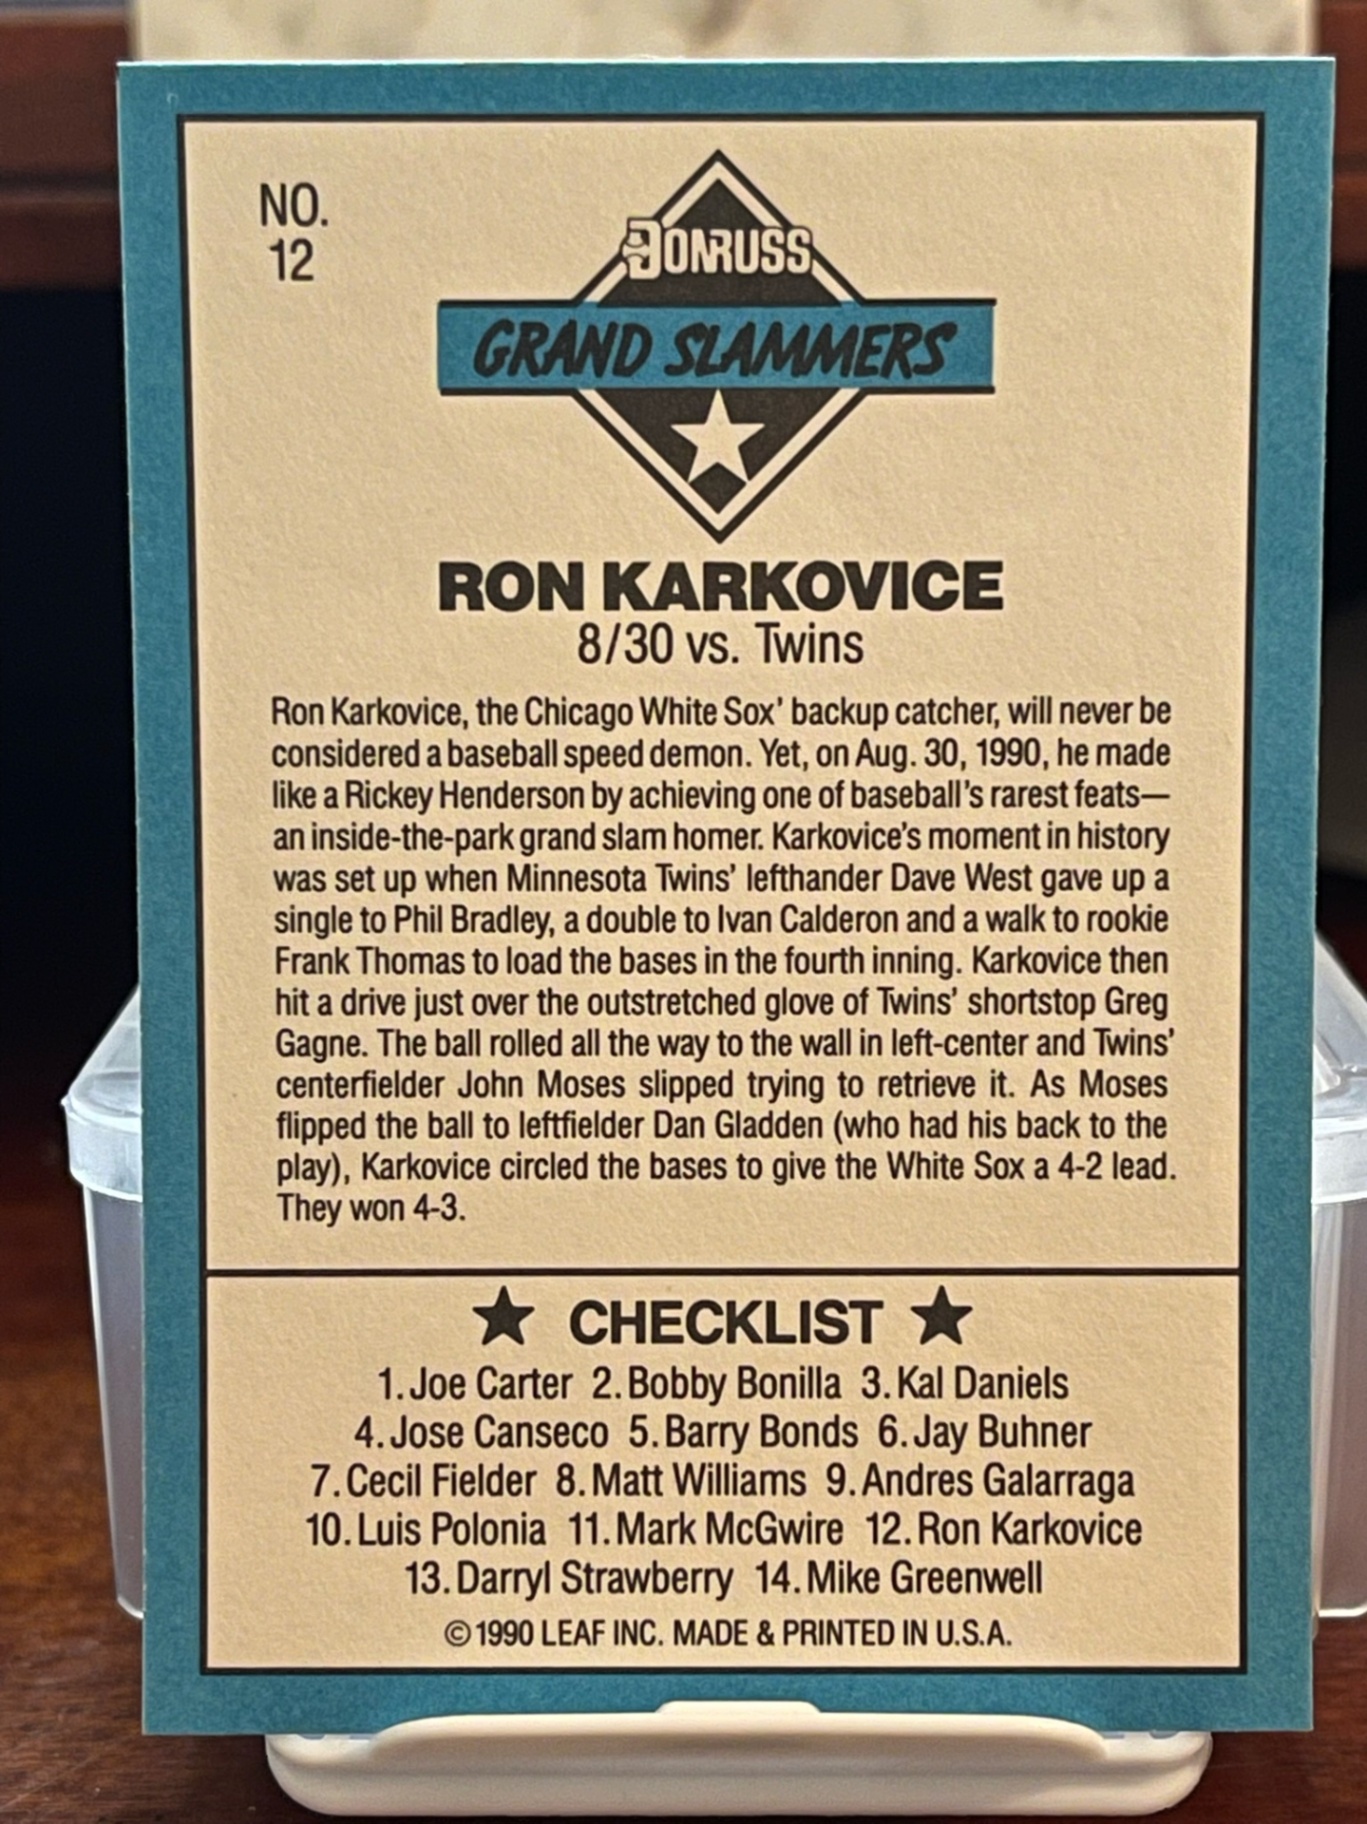 NO.
12
DONRUSS
GRAND SLAMMERS
RON KARKOVICE
8/30 vs. Twins
Ron Karkovice, the Chicago White Sox' backup catcher, will never be
considered a baseball speed demon. Yet, on Aug. 30, 1990, he made
like a Rickey Henderson by achieving one of baseball's rarest feats—
an inside-the-park grand slam homer. Karkovice's moment in history
was set up when Minnesota Twins' lefthander Dave West gave up a
single to Phil Bradley, a double to Ivan Calderon and a walk to rookie
Frank Thomas to load the bases in the fourth inning. Karkovice then
hit a drive just over the outstretched glove of Twins' shortstop Greg
Gagne. The ball rolled all the way to the wall in left-center and Twins'
centerfielder John Moses slipped trying to retrieve it. As Moses
flipped the ball to leftfielder Dan Gladden (who had his back to the
play), Karkovice circled the bases to give the White Sox a 4-2 lead.
They won 4-3.
★ CHECKLIST ★
1. Joe Carter 2. Bobby Bonilla 3. Kal Daniels
4. Jose Canseco 5. Barry Bonds 6. Jay Buhner
7. Cecil Fielder 8. Matt Williams 9. Andres Galarraga
10. Luis Polonia 11. Mark McGwire 12. Ron Karkovice
13. Darryl Strawberry 14. Mike Greenwell
©1990 LEAF INC. MADE & PRINTED IN U.S.A.